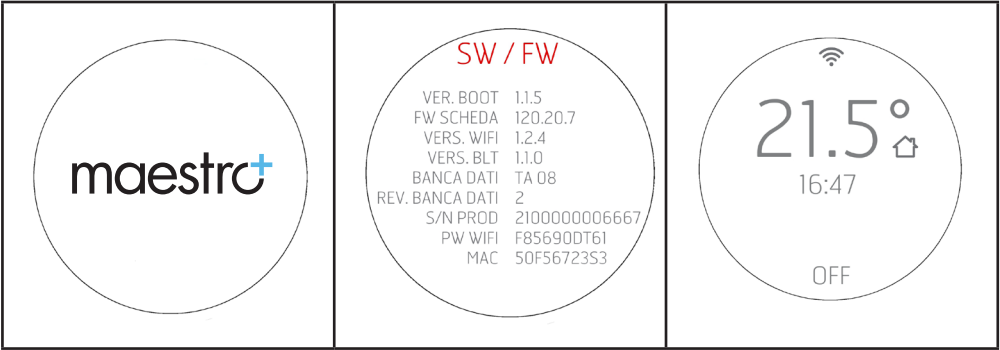 maestro+
SW / FW
VER. BOOT 1.1.5
FW SCHEDA 120.20.7
VERS. WIFI 1.2.4
VERS. BLT 1.1.0
BANCA DATI TA 08
REV. BANCA DATI 2
S/N PROD 2100000006667
PW WIFI F85690DT61
MAC 50F56723S3
21.5°
16:47
OFF